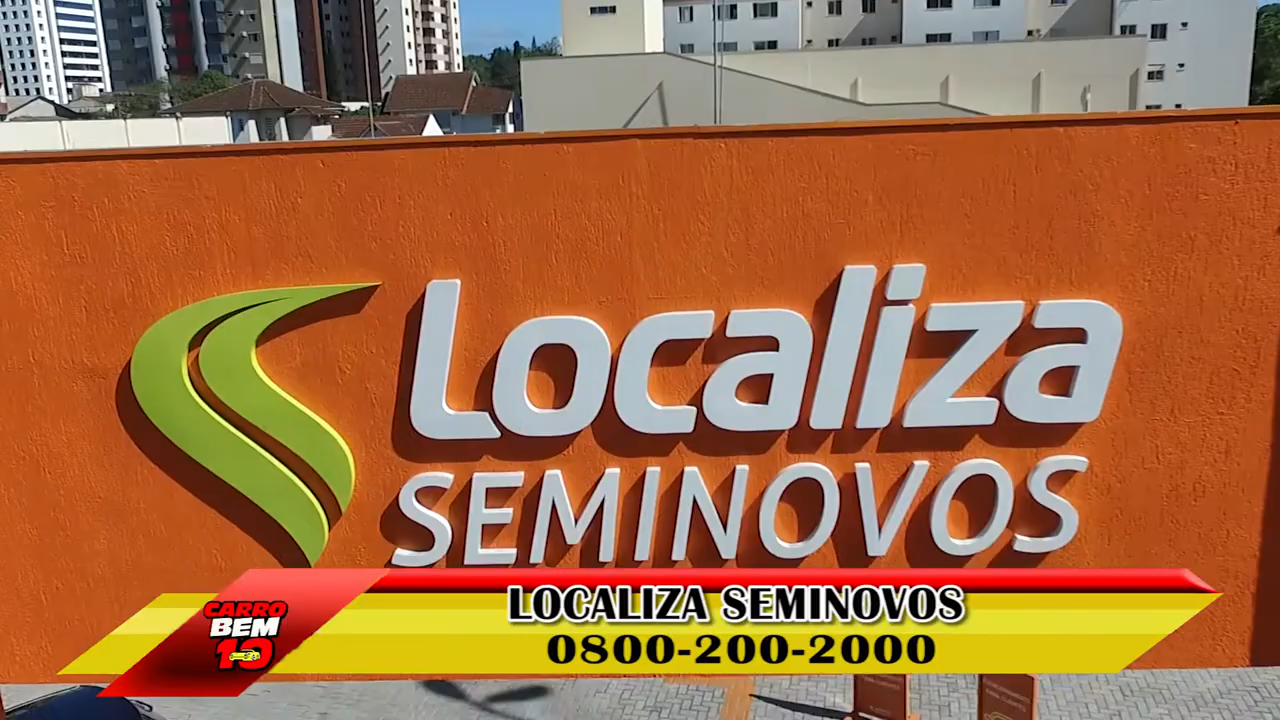 Localiza
SEMINOVOS
LOCALIZA SEMINOVOS
0800-200-2000
CARRO
BEM
10